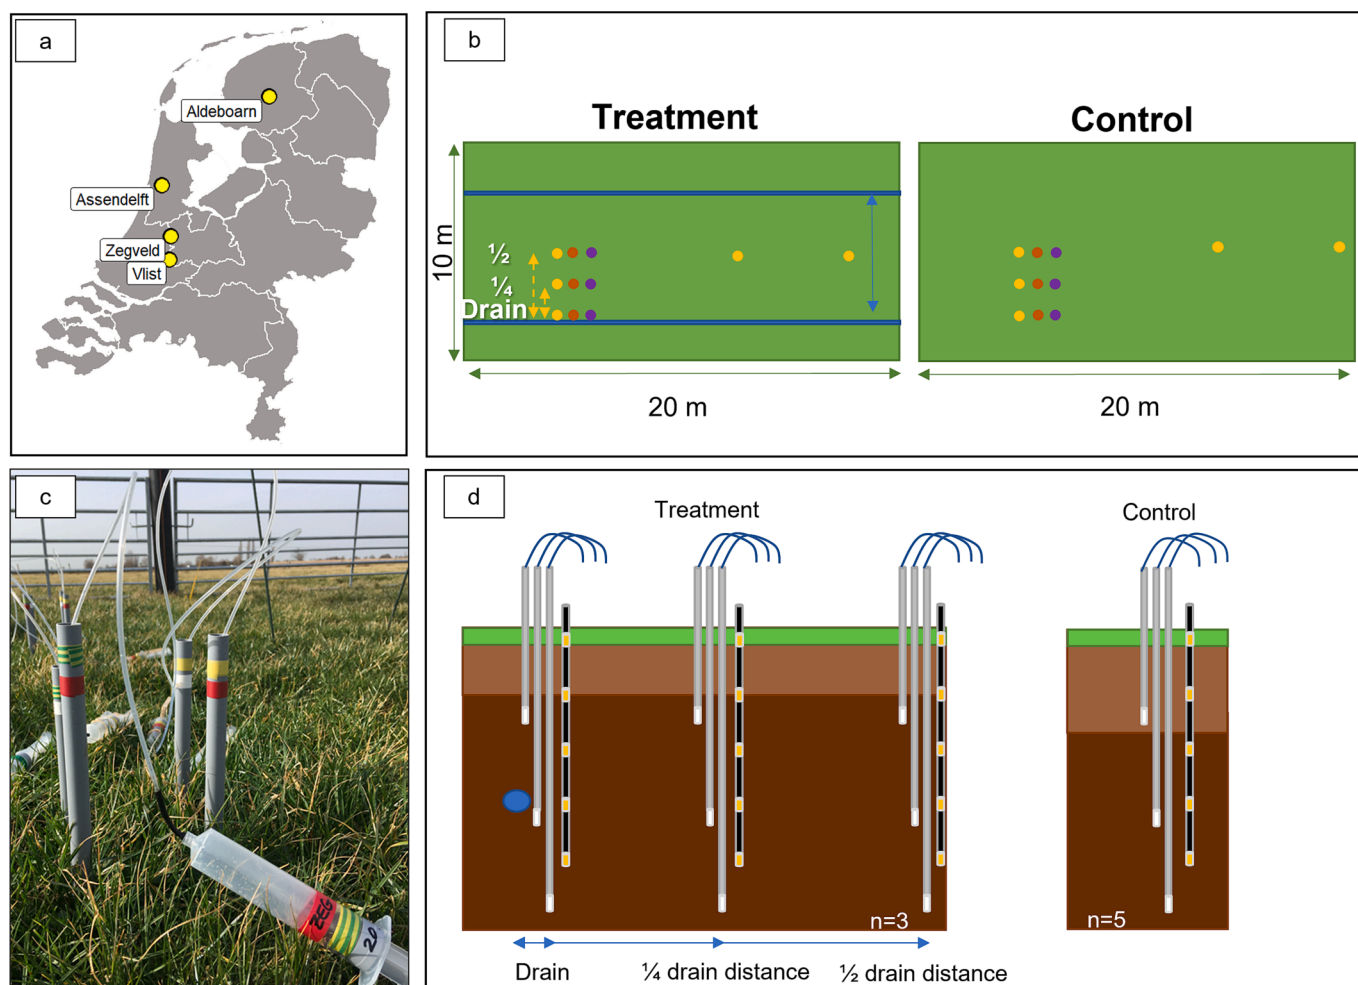 a
Aldeboarn
Assendelft
Zegveld
Vlist
b
Treatment
Control
10 m
½
¼
Drain
20 m
20 m
c
ZEG
20
d
Treatment
Control
n=3
n=5
Drain
¼ drain distance
½ drain distance